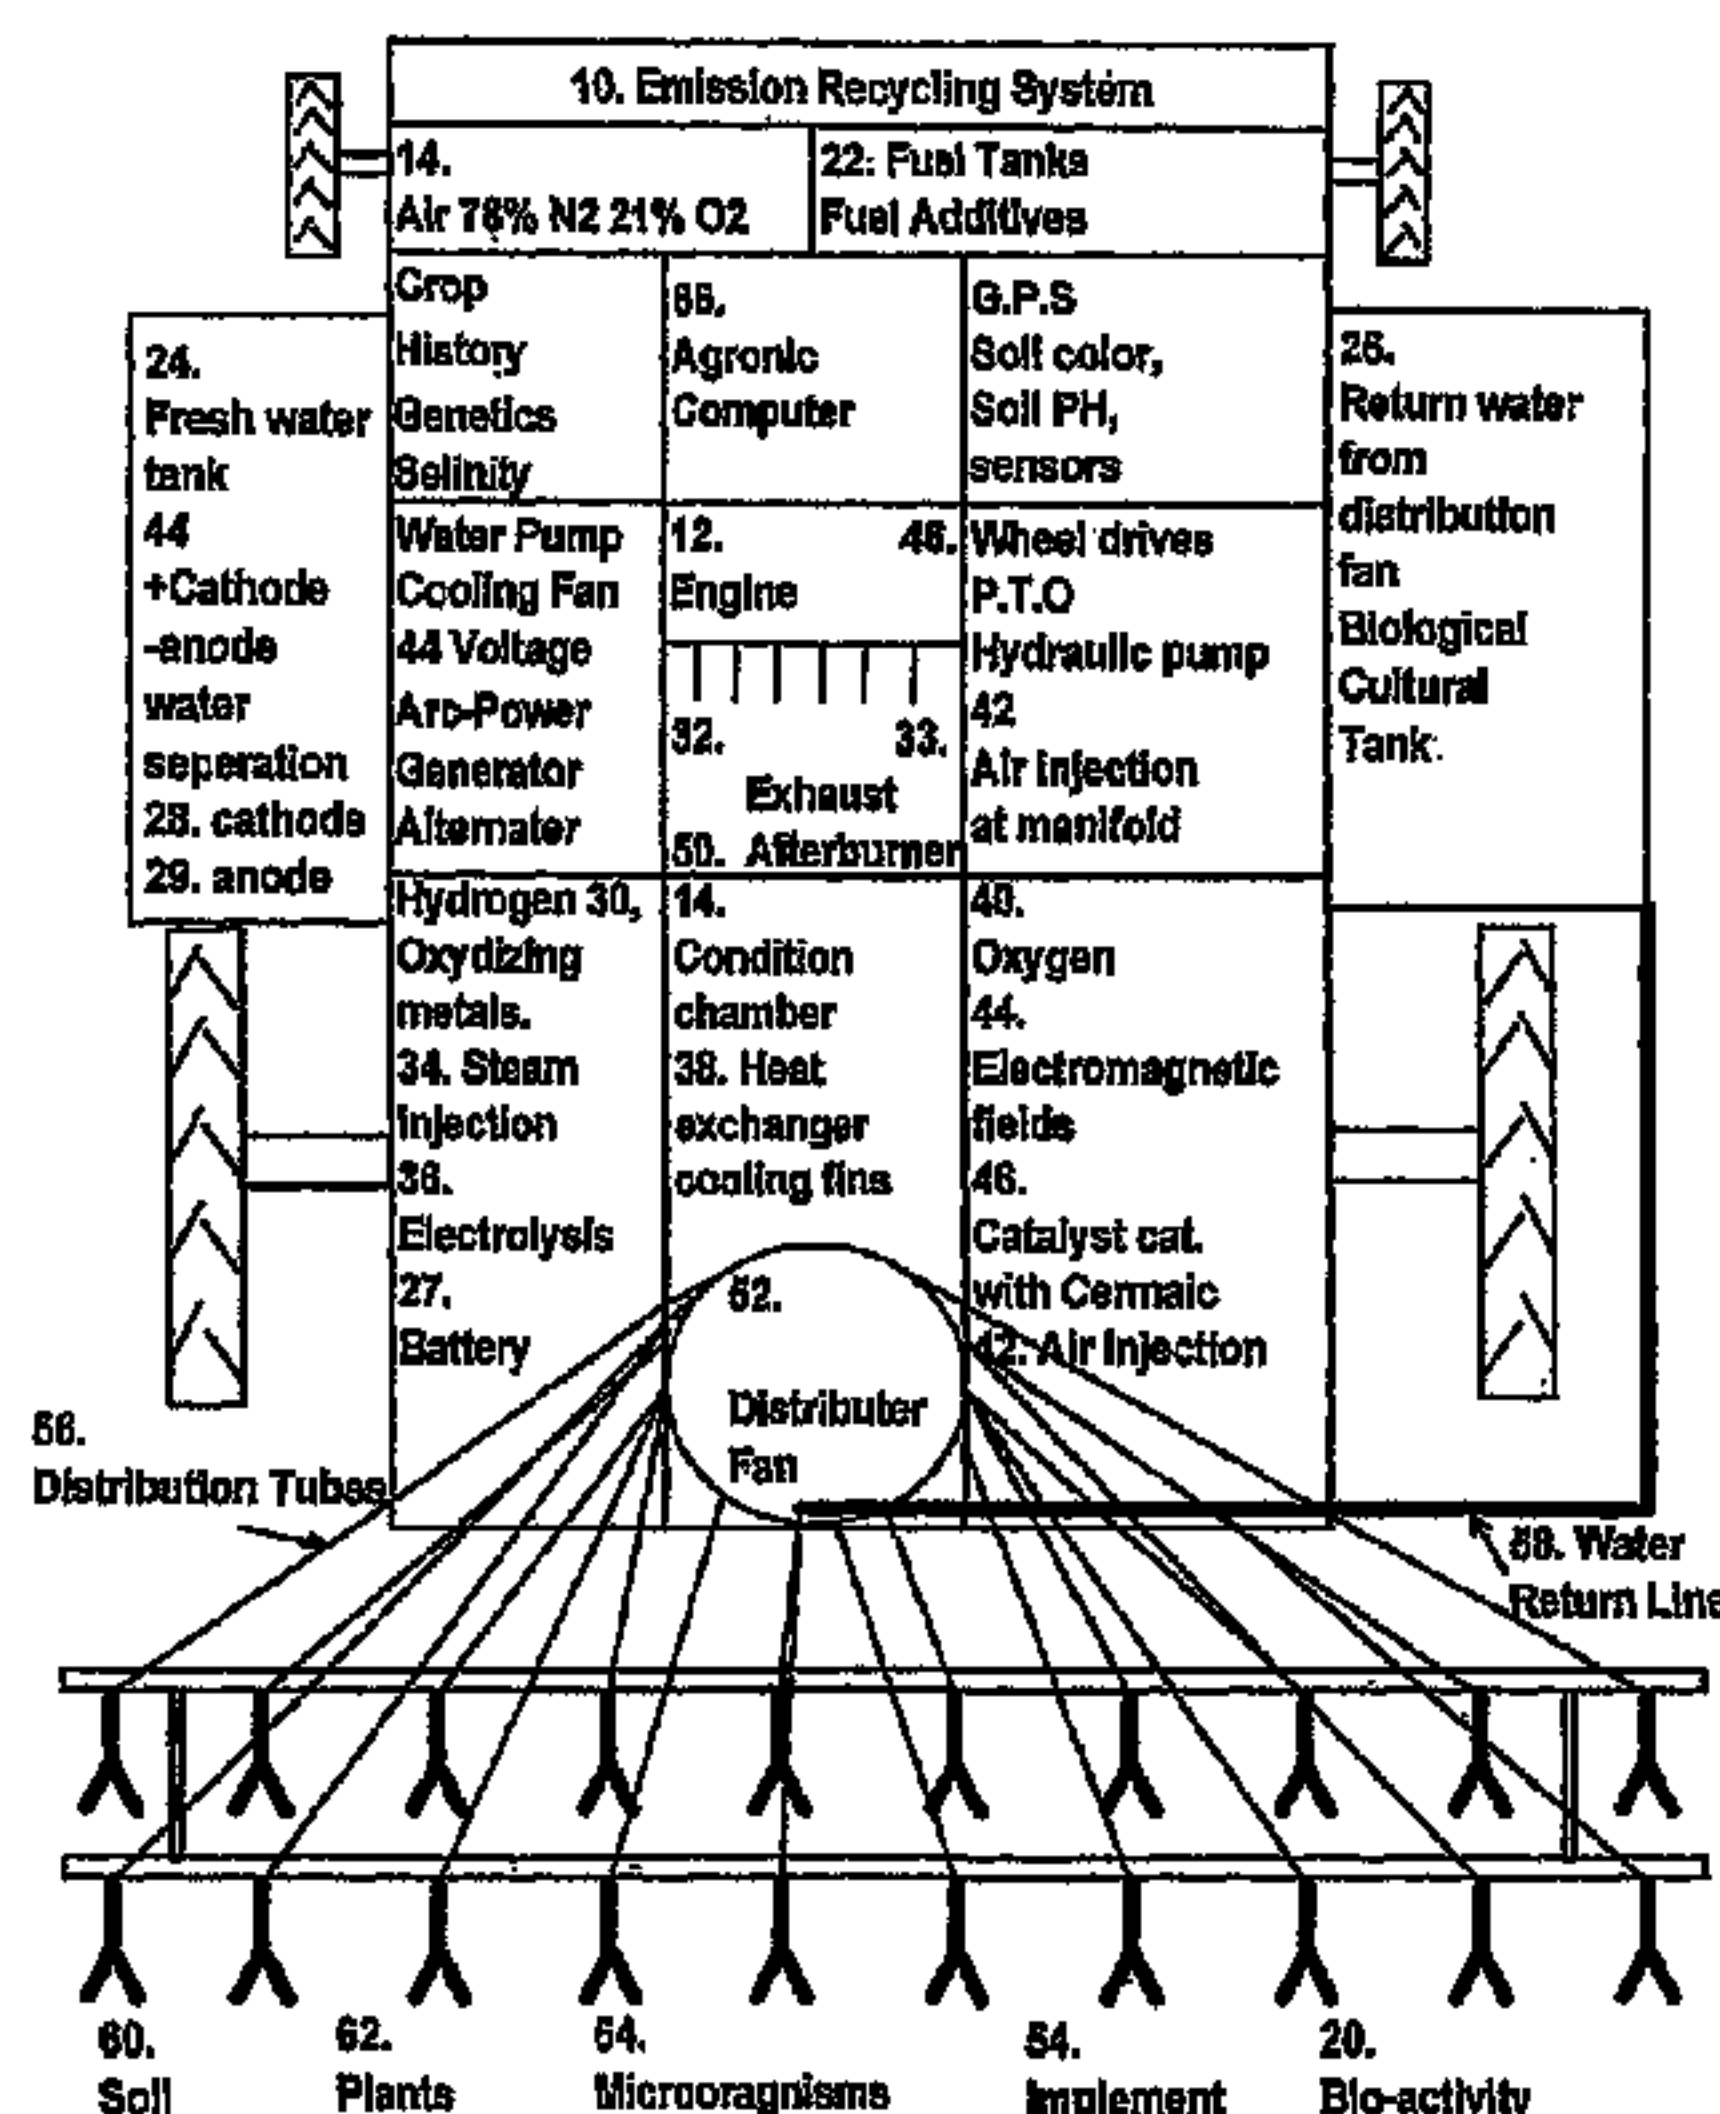 10. Emission Recycling System
14.
Air 78% N2 21% O2
22. Fuel Tanks
Fuel Additives
Crop
History
Genetics
Selinity
66.
Agronic
Computer
G.P.S
Soil color,
Soil PH,
sensors
24.
Fresh water
tank
44
+Cathode
-anode
water
seperation
28. cathode
29. anode
26.
Return water
from
distribution
fan
Biological
Cultural
Tank.
Water Pump
Cooling Fan
44 Voltage
Arc-Power
Generator
Alternater
12. 46.
Engine
32. 33.
Exhaust
50. Afterburner
Wheel drives
P.T.O
Hydraulic pump
42
Air injection
at manifold
Hydrogen 30,
Oxydizing
metals.
34. Steam
injection
36.
Electrolysis
27.
Battery
14.
Condition
chamber
38. Heat
exchanger
cooling fins
40.
Oxygen
44.
Electromagnetic
fields
46.
Catalyst cat.
with Cermaic
42. Air Injection
52.
Distributer
Fan
56.
Distribution Tubes
58. Water
Return Line
60.
Soil
62.
Plants
64.
Microoragnisms
54.
Implement
20.
Bio-activity